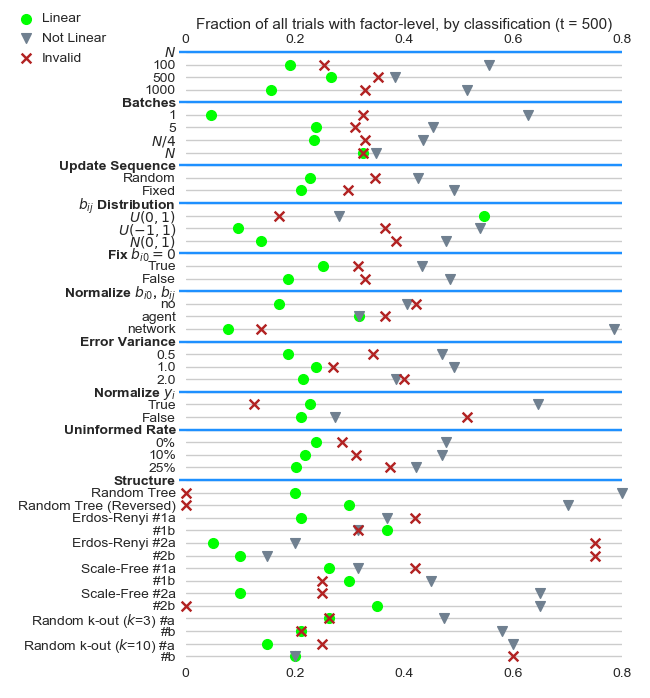 Linear
Not Linear
Invalid
Fraction of all trials with factor-level, by classification (t = 500)
0 0.2 0.4 0.6 0.8
N
100
500
1000
Batches
1
5
N/4
N
Update Sequence
Random
Fixed
b_ij Distribution
U(0, 1)
U(−1, 1)
N(0, 1)
Fix b_i0 = 0
True
False
Normalize b_i0, b_ij
no
agent
network
Error Variance
0.5
1.0
2.0
Normalize y_i
True
False
Uninformed Rate
0%
10%
25%
Structure
Random Tree
Random Tree (Reversed)
Erdos-Renyi #1a
#1b
Erdos-Renyi #2a
#2b
Scale-Free #1a
#1b
Scale-Free #2a
#2b
Random k-out (k=3) #a
#b
Random k-out (k=10) #a
#b
0 0.2 0.4 0.6 0.8